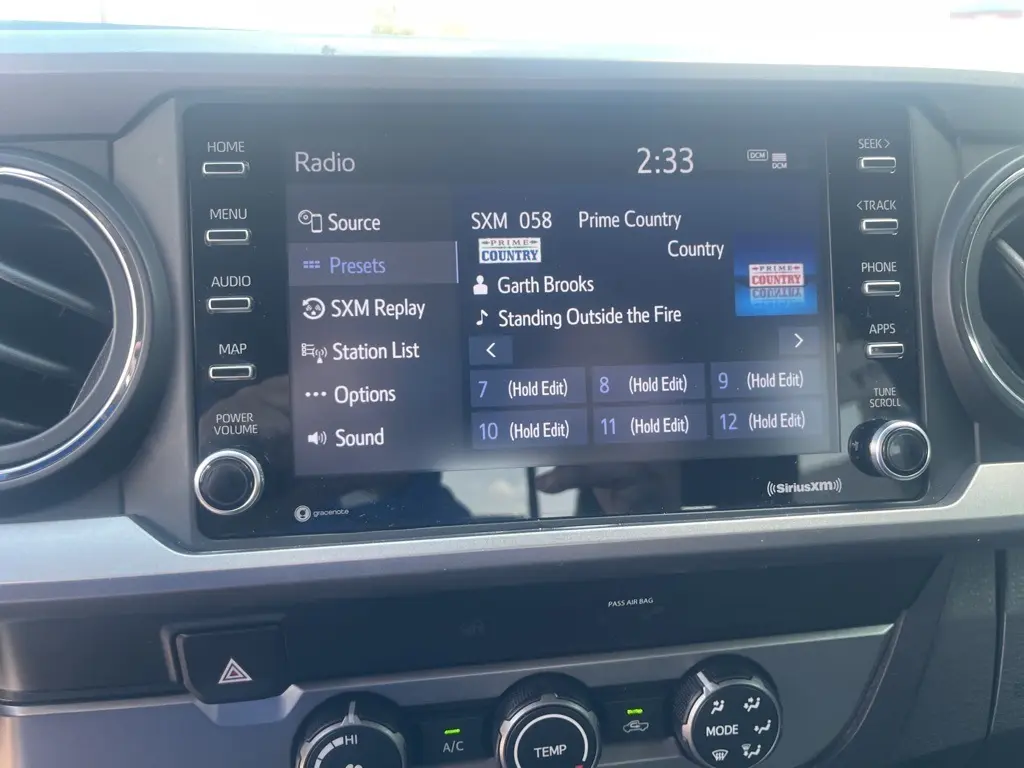 HOME
Radio
2:33
DCM
DCM
SEEK>
MENU
Source
SXM 058 Prime Country
<TRACK
PRIME
COUNTRY
Country
Presets
Garth Brooks
PRIME
COUNTRY
PHONE
AUDIO
SXM Replay
Standing Outside the Fire
APPS
MAP
Station List
<
>
7 (Hold Edit)
8 (Hold Edit)
9 (Hold Edit)
TUNE
SCROLL
POWER
VOLUME
Options
10 (Hold Edit)
11 (Hold Edit)
12 (Hold Edit)
Sound
gracenote
((SiriusXM))
PASS AIR BAG
HI
A/C
TEMP
MODE